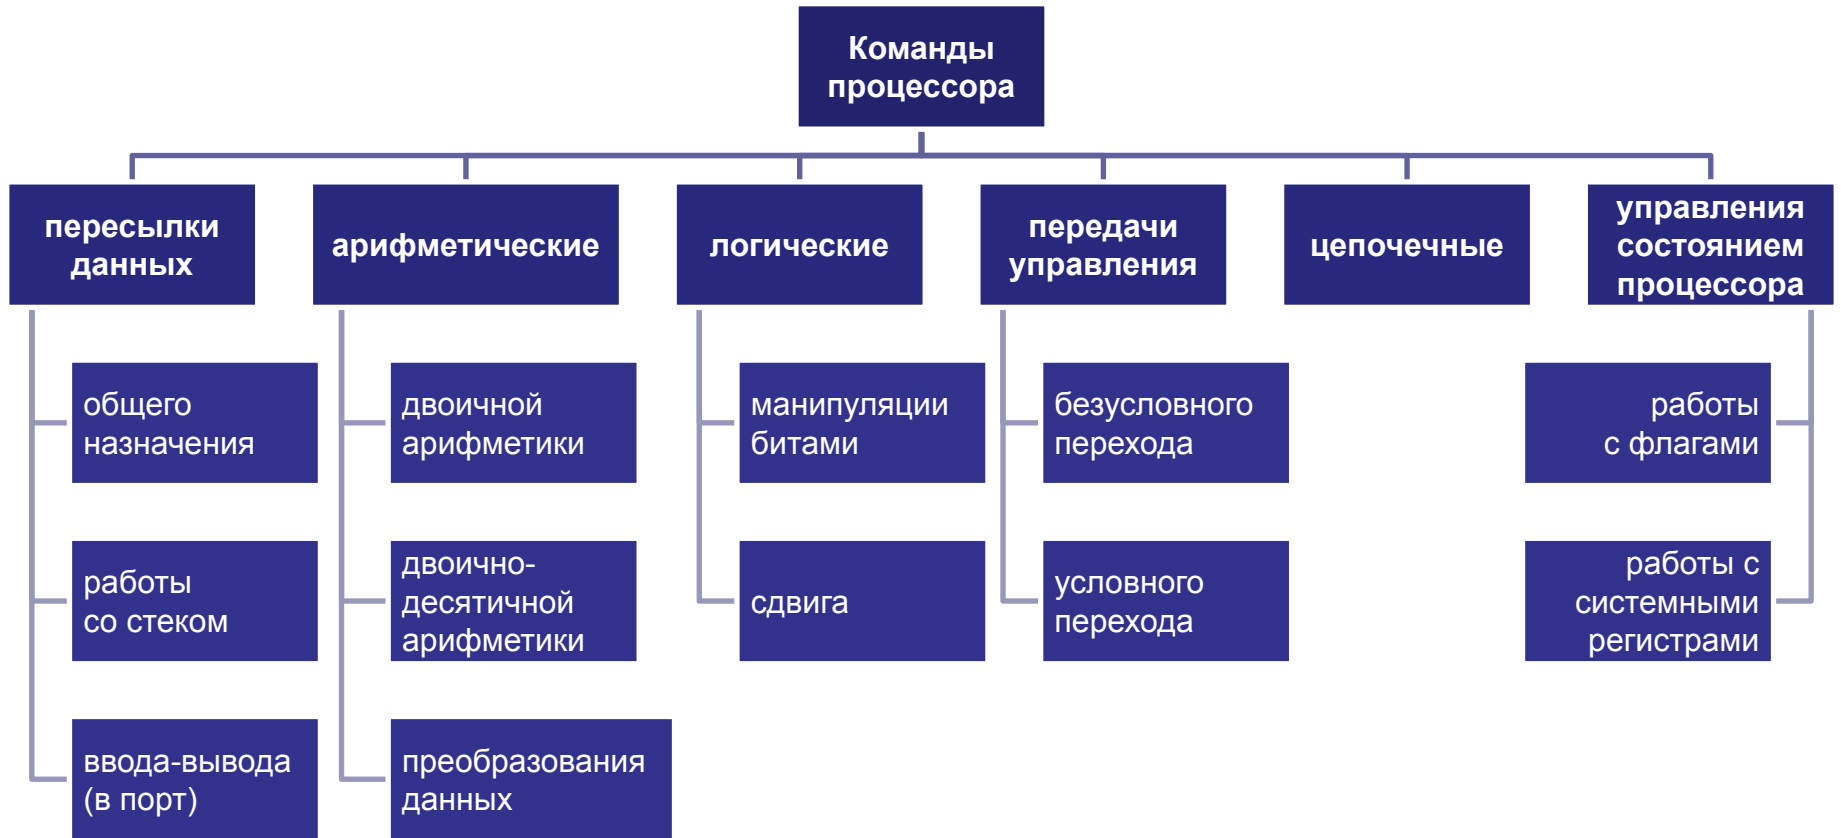 Команды
процессора
пересылки
данных
арифметические
логические
передачи
управления
цепочечные
управления
состоянием
процессора
общего
назначения
двоичной
арифметики
манипуляции
битами
безусловного
перехода
работы
с флагами
работы
со стеком
двоично-
десятичной
арифметики
сдвига
условного
перехода
работы с
системными
регистрами
ввода-вывода
(в порт)
преобразования
данных